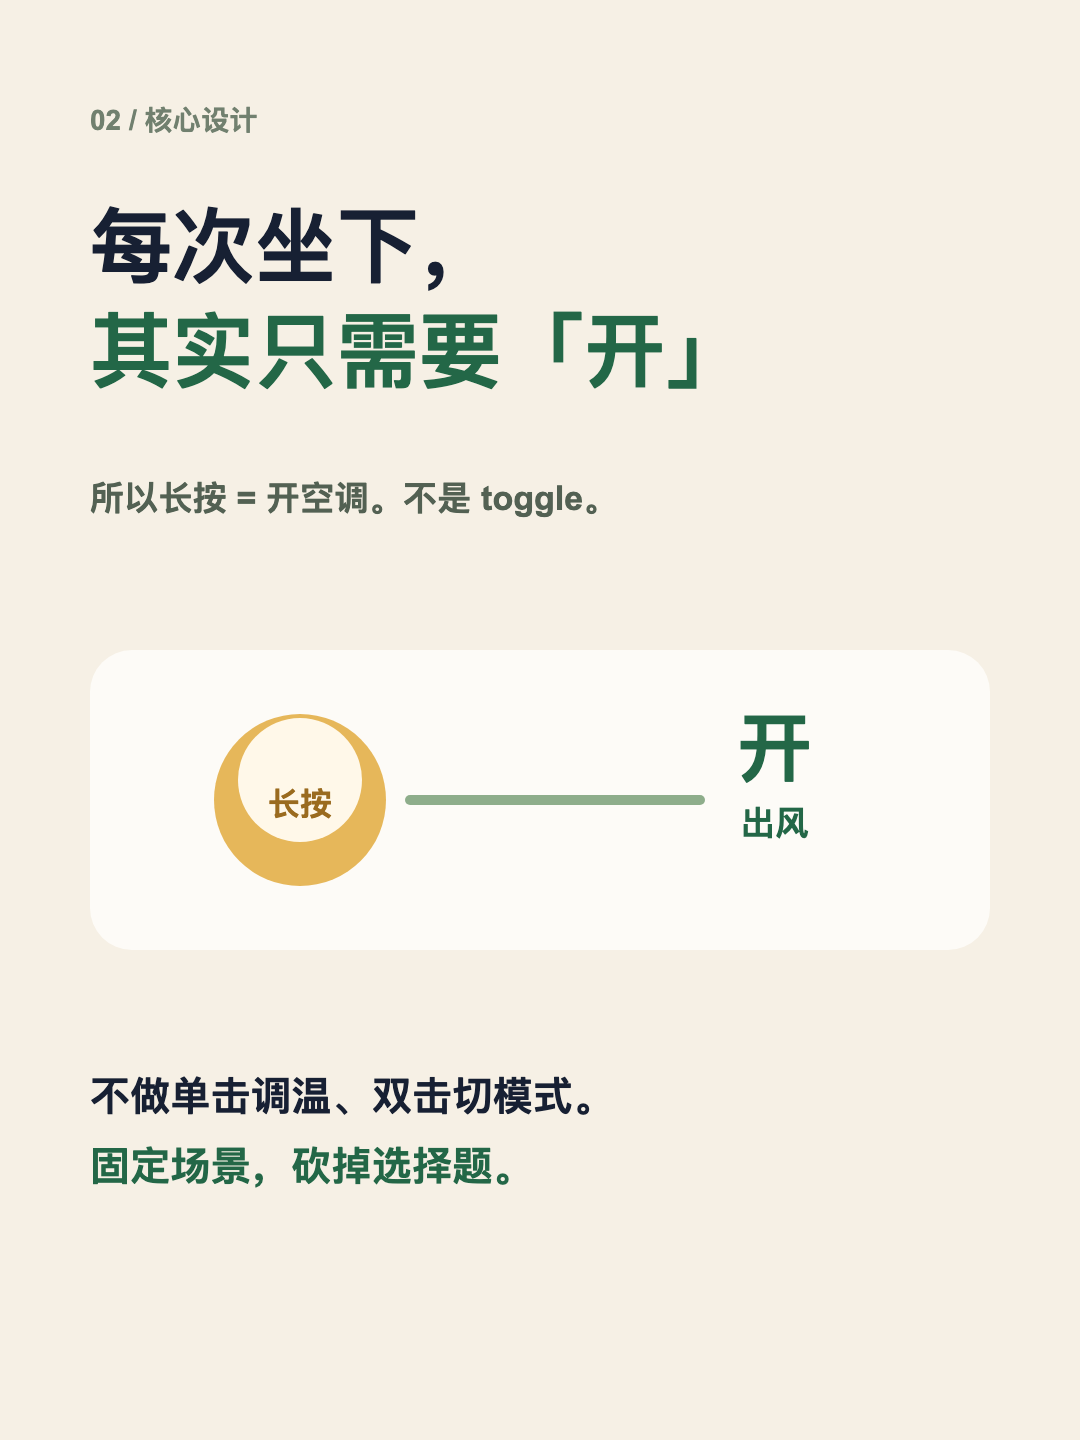 02 / 核心设计
每次坐下，
其实只需要「开」
所以长按 = 开空调。不是 toggle。
长按
开
出风
不做单击调温、双击切模式。
固定场景，砍掉选择题。